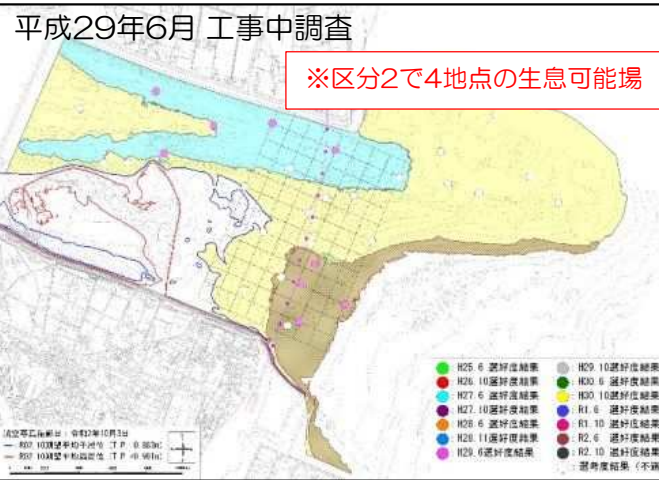 平成29年6月 工事中調査
※区分2で4地点の生息可能場
H25.6 選好度結果
H26.10選好度結果
H27.6 選好度結果
H27.10選好度結果
H28.6 選好度結果
H28.11選好度結果
H29.6選好度結果
H29.10選好度結果
H30.6 選好度結果
H30.10選好度結果
R1.6 選好度結果
R1.10 選好度結果
R2.6 選好度結果
R2.10 選好度結果